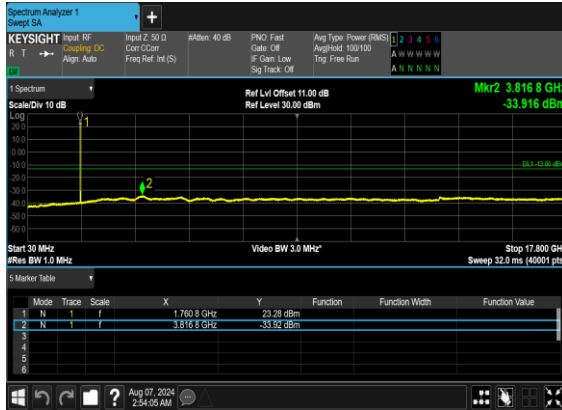 Spectrum Analyzer 1
Swept SA
+
KEYSIGHT Input: RF Input Z: 50 Ω #Atten: 40 dB PNO: Fast Avg Type: Power (RMS) 1 2 3 4 5 6
R T Coupling: DC Corr CCorr Gate: Off Avg|Hold: 100/100 A W W W W W
Align: Auto Freq Ref: Int (S) IF Gain: Low Trig: Free Run
Sig Track: Off A N N N N N
1 Spectrum Ref Lvl Offset 11.00 dB Mkr2 3.816 8 GHz
Scale/Div 10 dB Ref Level 30.00 dBm -33.916 dBm
Log
1
20.0
10.0
0.00
-10.0
DL1 -13.00 dBm
-20.0
2
-30.0
-40.0
-50.0
-60.0
Start 30 MHz Video BW 3.0 MHz* Stop 17.800 GHz
#Res BW 1.0 MHz Sweep 32.0 ms (40001 pts)
5 Marker Table
Mode Trace Scale X Y Function Function Width Function Value
1 N 1 f 1.760 8 GHz 23.28 dBm
2 N 1 f 3.816 8 GHz -33.92 dBm
3
4
5
6
? Aug 07, 2024
2:54:05 AM